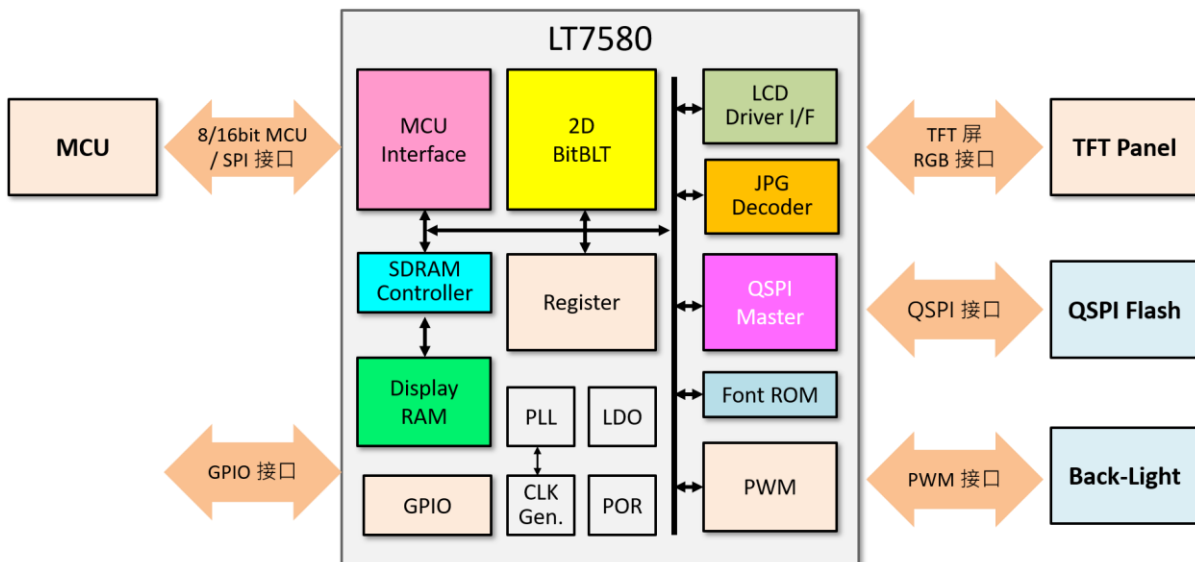 LT7580
MCU
8/16bit MCU
/ SPI 接口
MCU
Interface
2D
BitBLT
LCD
Driver I/F
TFT 屏
RGB 接口
TFT Panel
JPG
Decoder
SDRAM
Controller
Register
QSPI
Master
QSPI 接口
QSPI Flash
Display
RAM
PLL
LDO
Font ROM
GPIO 接口
GPIO
CLK
Gen.
POR
PWM
PWM 接口
Back-Light